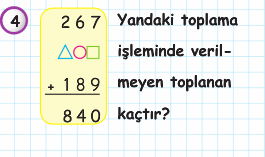 4
267 Yandaki toplama
△○□ işleminde veril-
+ 189 meyen toplanan
840 kaçtır?